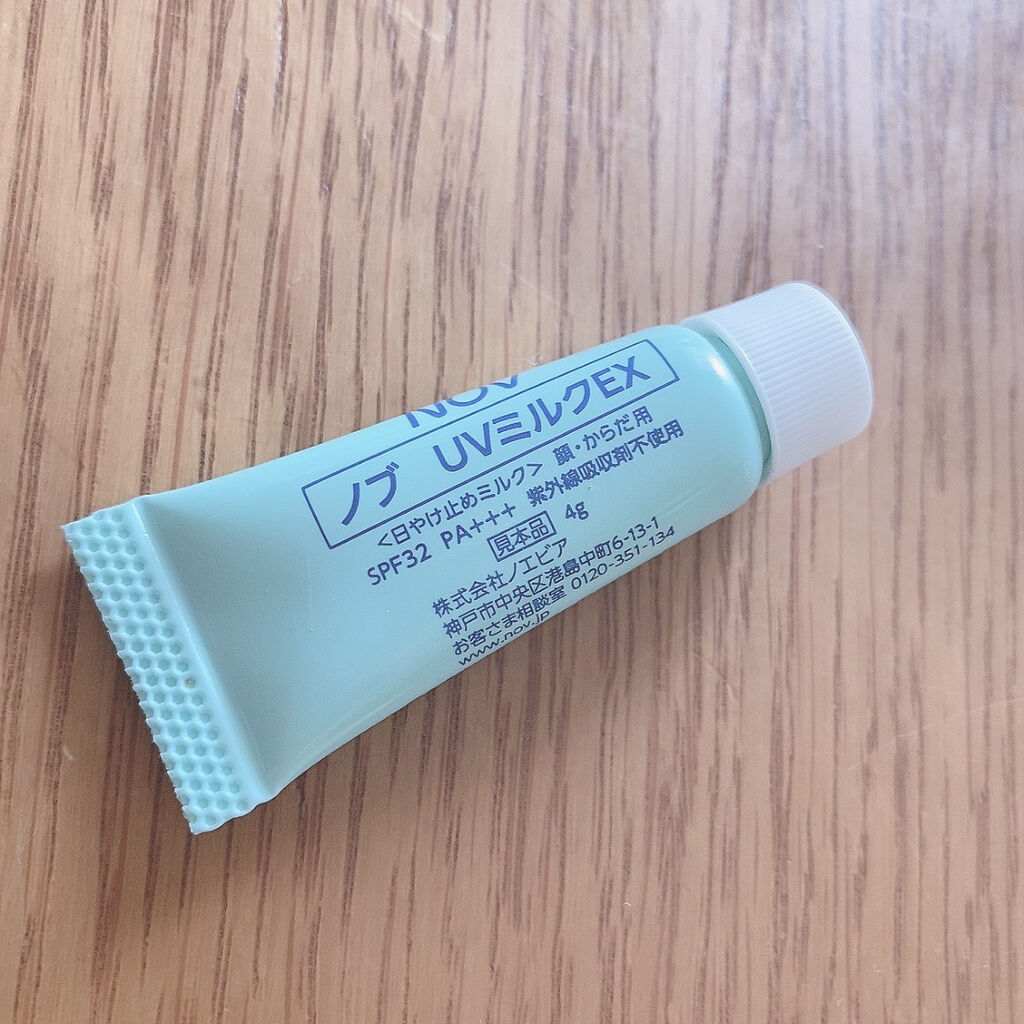 NOV
ノブ UVミルクEX
<日やけ止めミルク> 顔・からだ用
SPF32 PA+++ 紫外線吸収剤不使用
見本品 4g
株式会社ノエビア
神戸市中央区港島中町6-13-1
お客さま相談室 0120-351-134
www.nov.jp